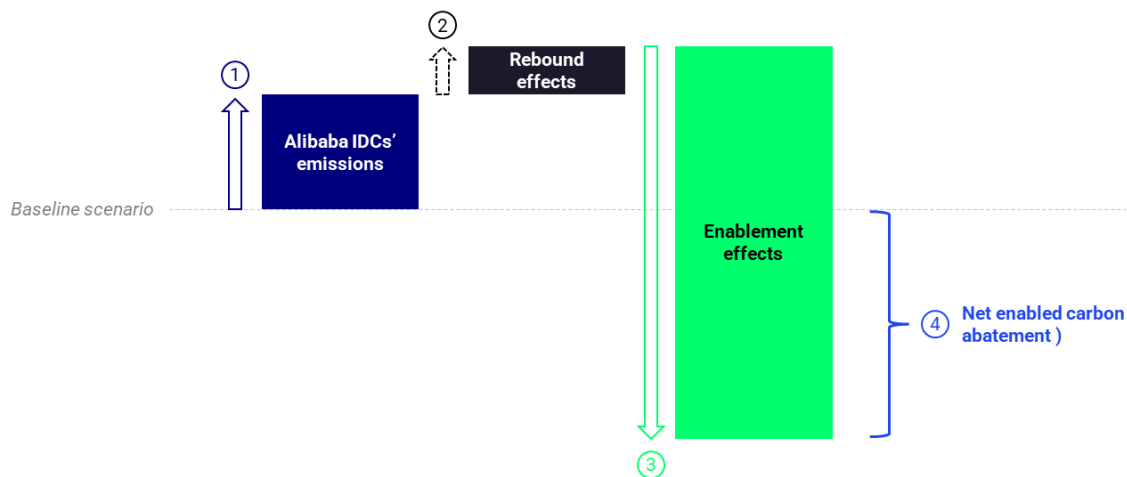 2
Rebound
effects
1
Alibaba IDCs’
emissions
Baseline scenario
Enablement
effects
4
Net enabled carbon
abatement )
3